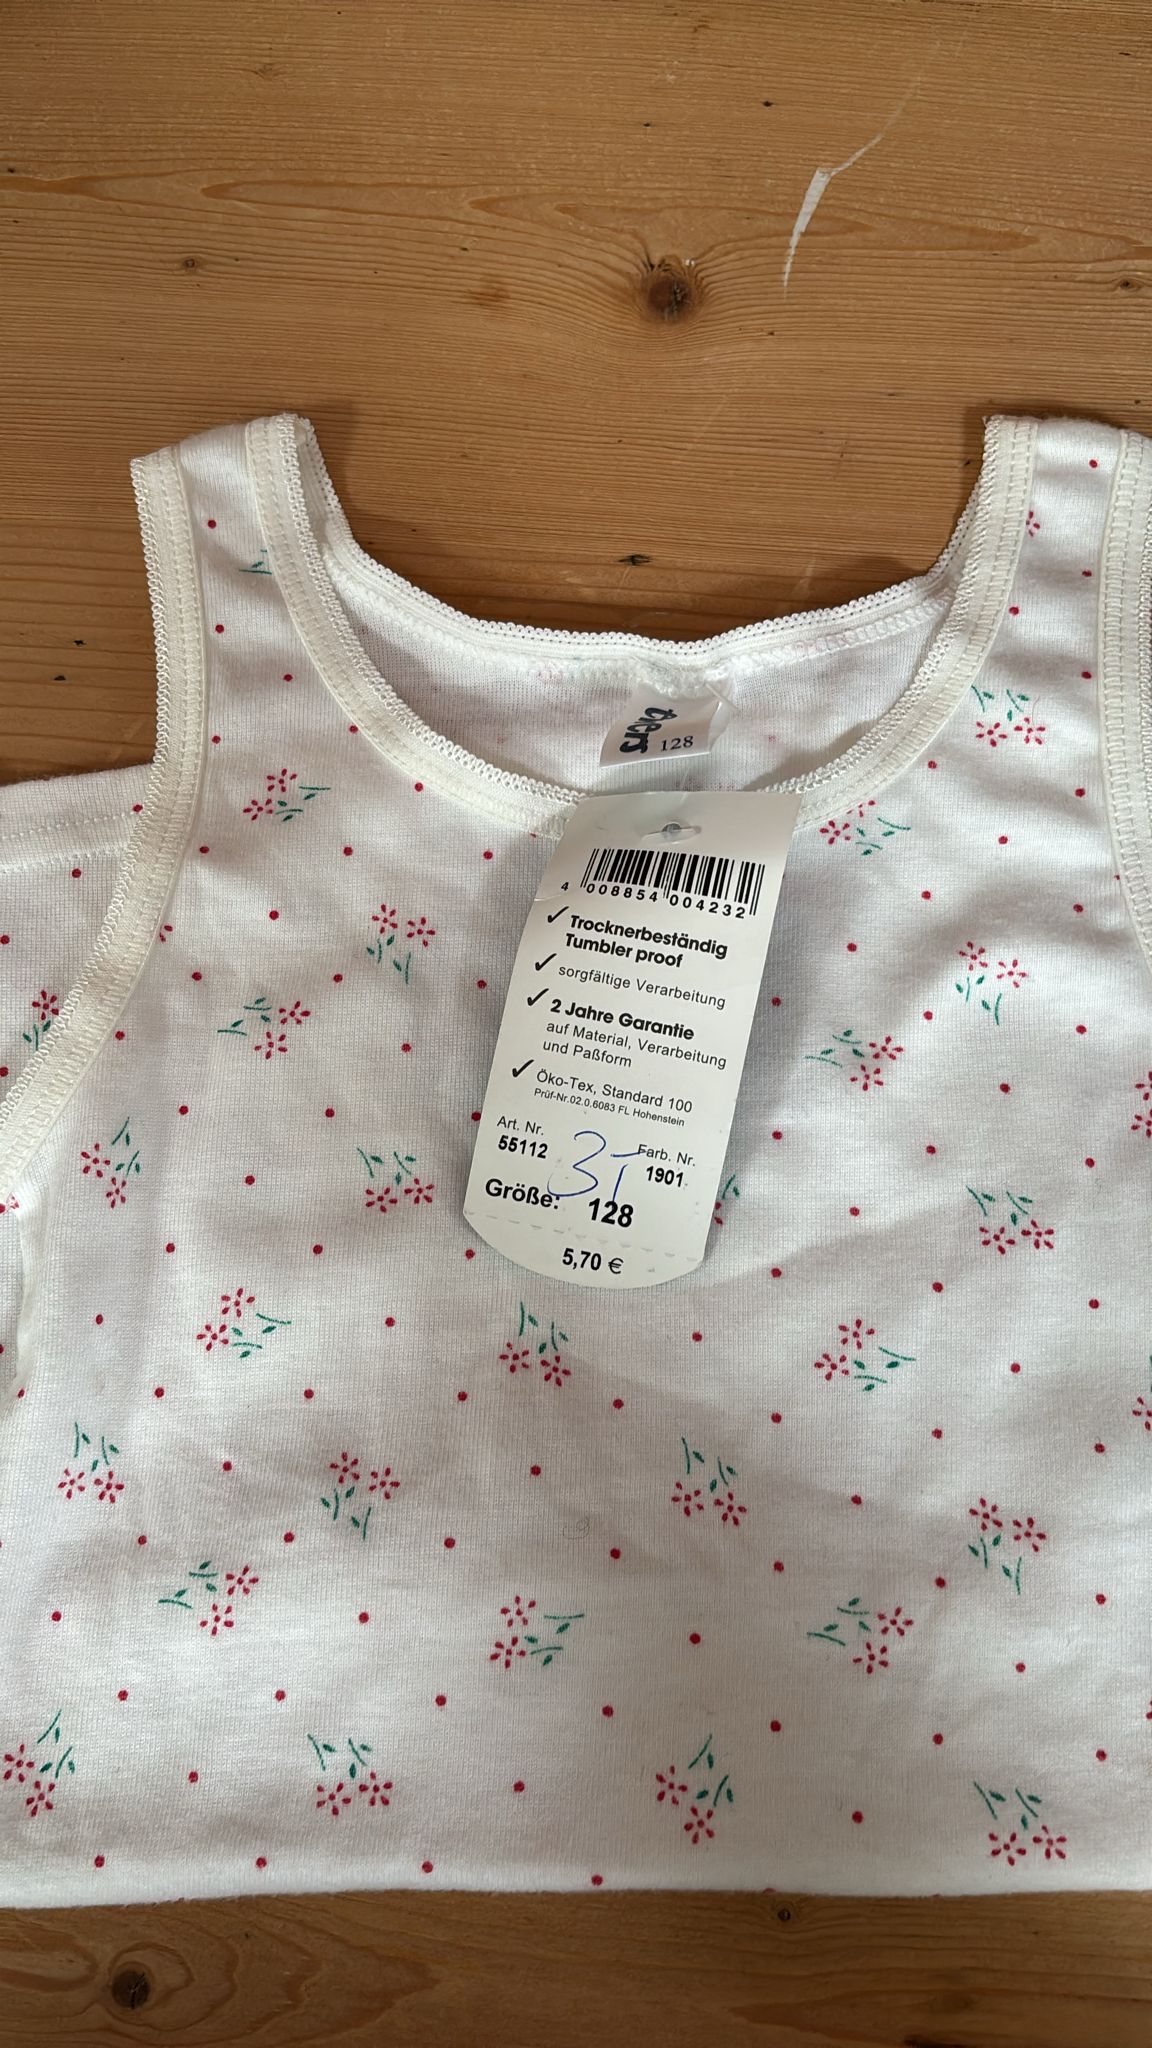 ehlers
128
4 008854 004232
✓ Trocknerbeständig
Tumbler proof
✓ sorgfältige Verarbeitung
✓ 2 Jahre Garantie
auf Material, Verarbeitung
und Paßform
✓ Öko-Tex, Standard 100
Prüf-Nr.02.0.6083 FL Hohenstein
Art. Nr. Farb. Nr.
55112 1901
Größe: 128
5,70 €